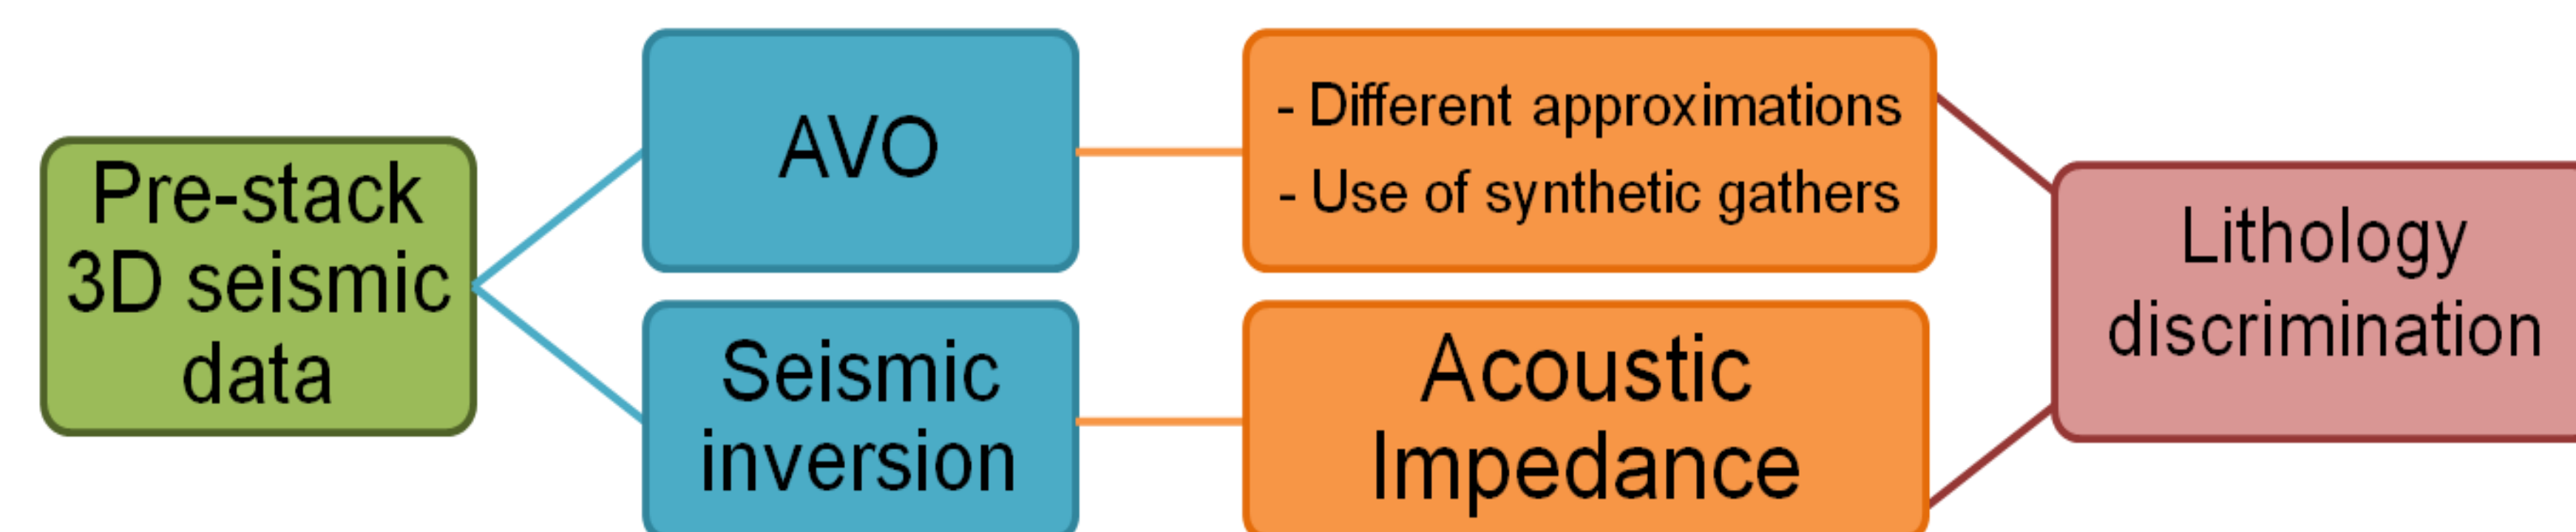 Pre-stack
3D seismic
data
AVO
- Different approximations
- Use of synthetic gathers
Seismic
inversion
Acoustic
Impedance
Lithology
discrimination